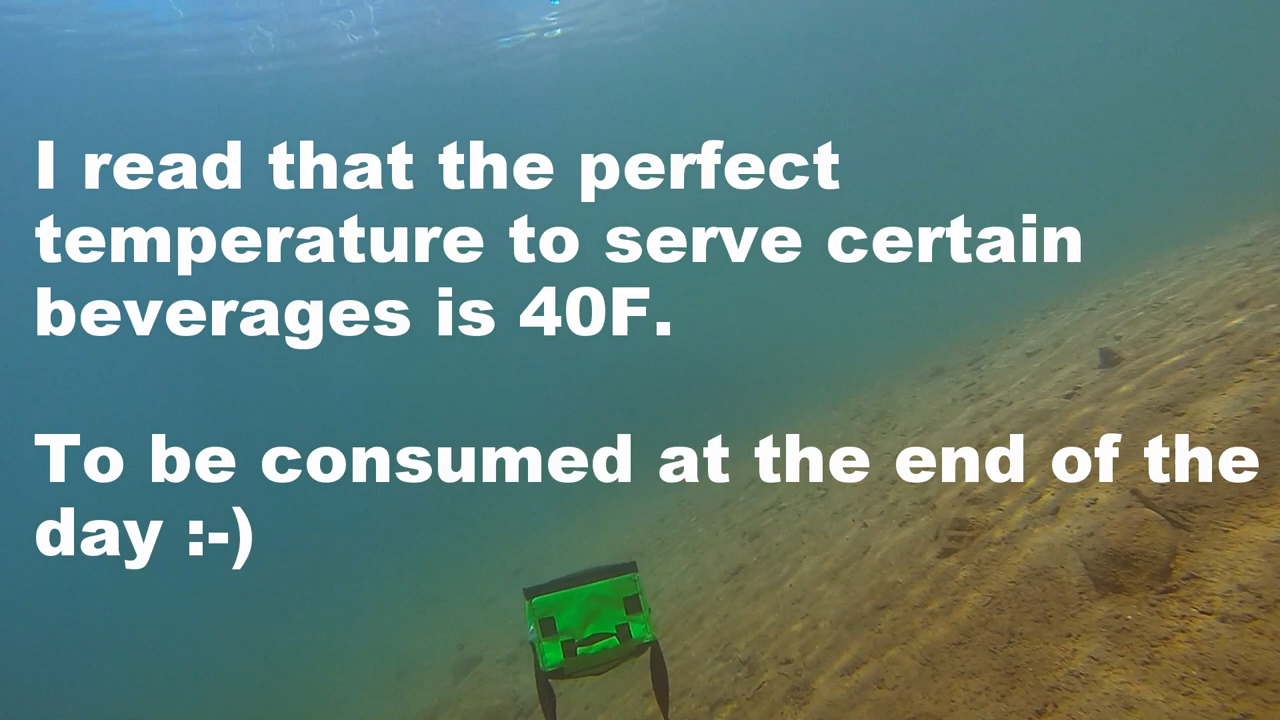 I read that the perfect
temperature to serve certain
beverages is 40F.
To be consumed at the end of the
day :-)